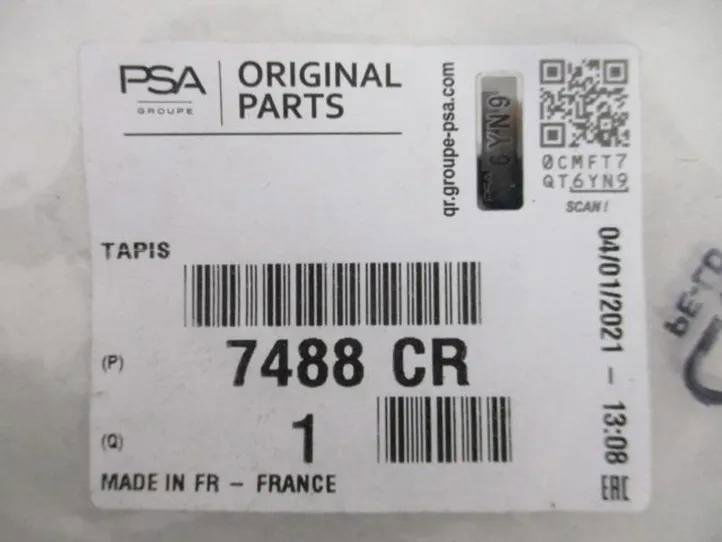 PSA
GROUPE
ORIGINAL
PARTS
qr.groupe-psa.com
6YN9
0CMFT7
QT6YN9
SCAN!
TAPIS
04/01/2021 - 13:08
(P) 7488 CR
(Q) 1
MADE IN FR - FRANCE
EAC